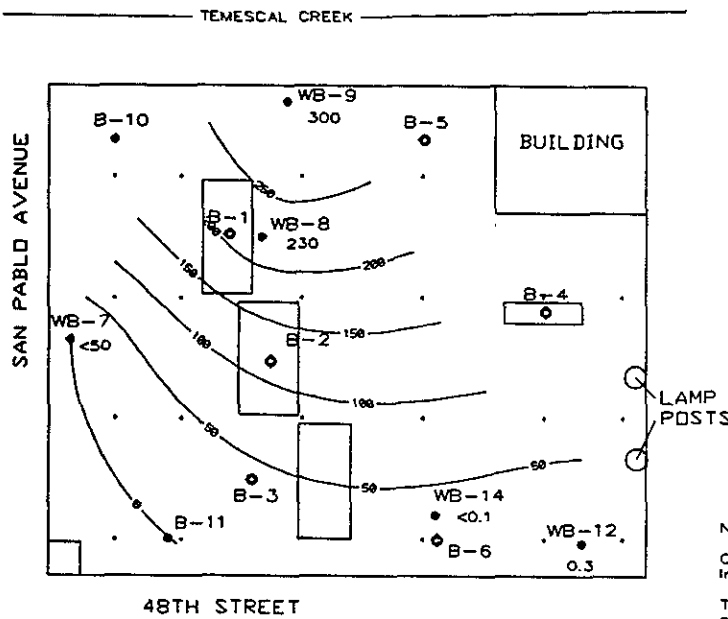 TEMESCAL CREEK
WB-9
300
B-10
B-5
BUILDING
SAN PABLO AVENUE
250
B-1
WB-8
230
200
150
B-4
WB-7
<50
100
150
B-2
LAMP
POSTS
100
50
50
50
B-3
WB-14
<0.1
0
B-11
B-6
WB-12
0.3
48TH STREET